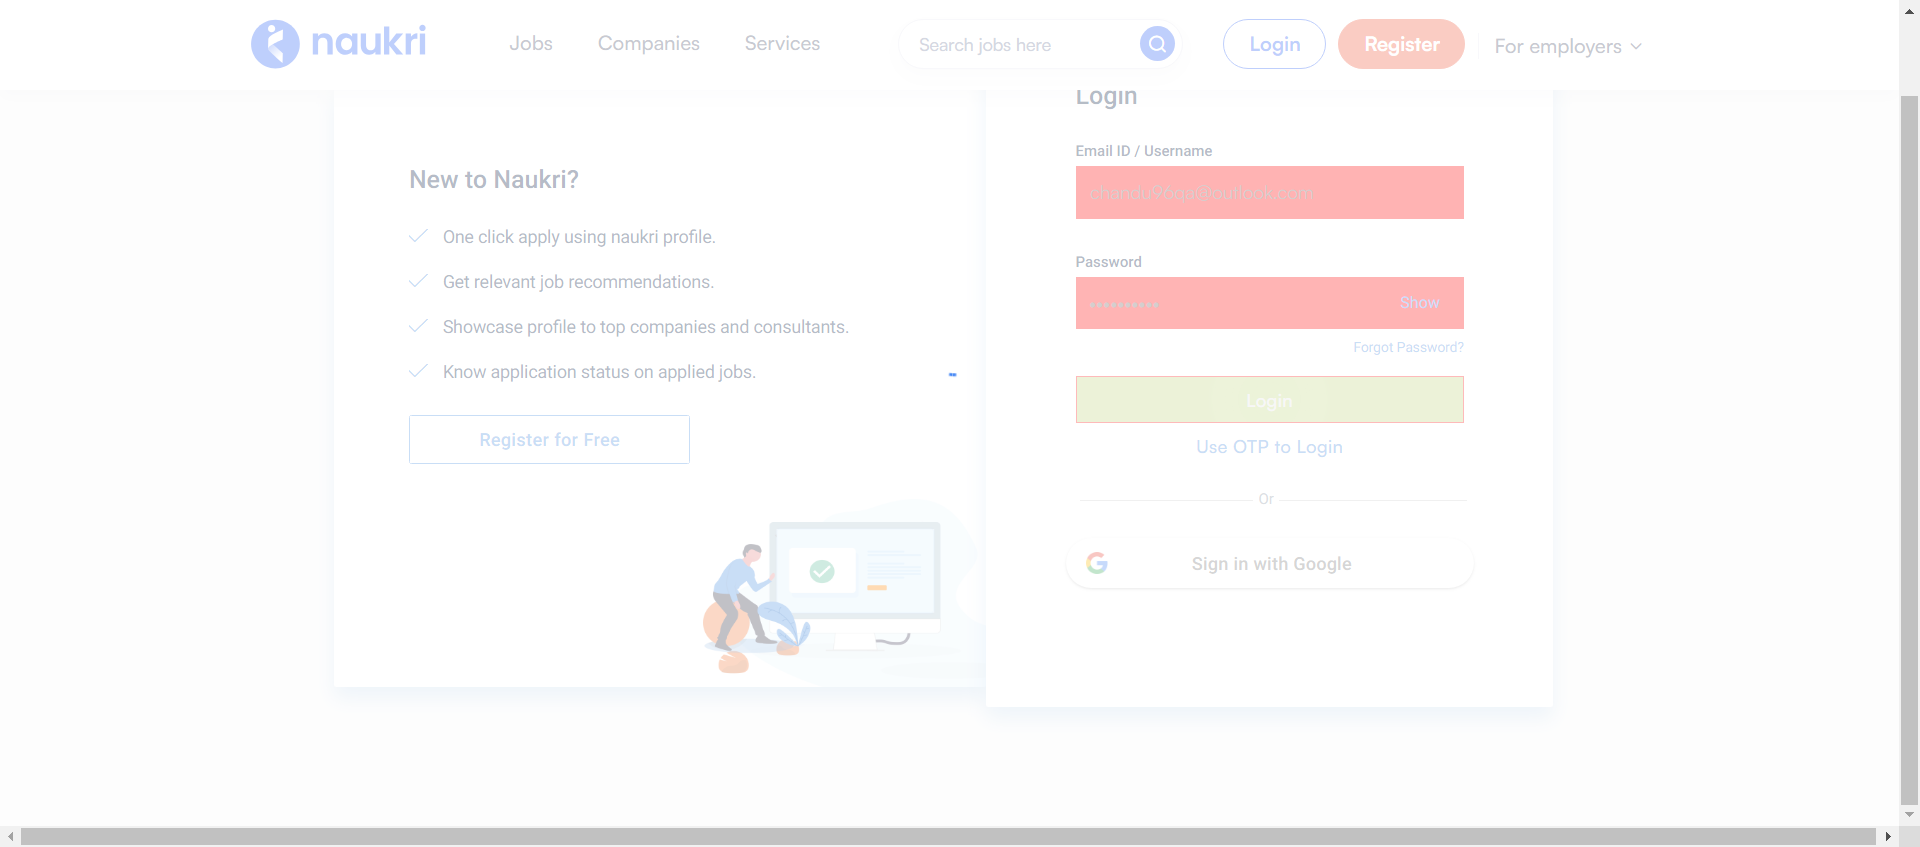 naukri
Jobs
Companies
Services
Search jobs here
Login
Register
For employers
New to Naukri?
One click apply using naukri profile.
Get relevant job recommendations.
Showcase profile to top companies and consultants.
Know application status on applied jobs.
Register for Free
Login
Email ID / Username
chandu96qa@outlook.com
Password
Show
Forgot Password?
Login
Use OTP to Login
Or
Sign in with Google